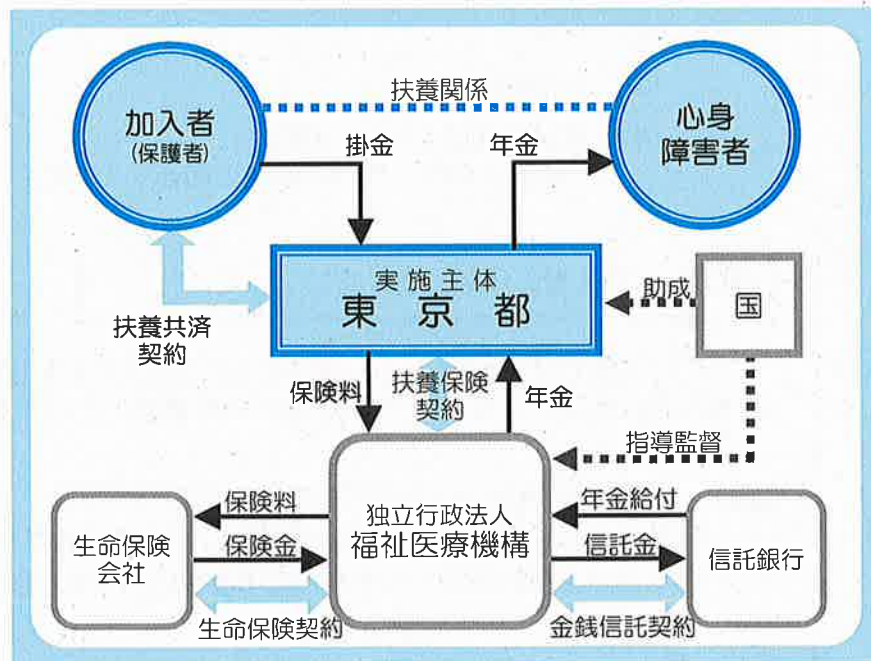 扶養関係
加入者
(保護者)
心身
障害者
掛金
年金
実施主体
東京都
助成
国
扶養共済
契約
保険料
扶養保険
契約
年金
指導監督
保険料
年金給付
独立行政法人
福祉医療機構
生命保険
会社
保険金
信託金
信託銀行
生命保険契約
金銭信託契約